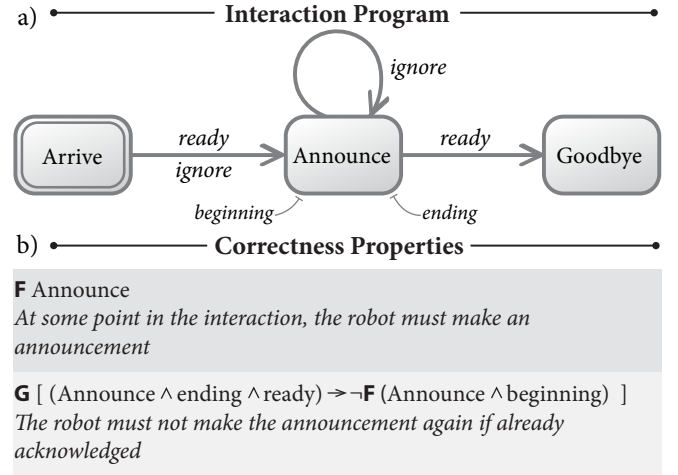 a) Interaction Program
ignore
Arrive
ready
ignore
Announce
ready
Goodbye
beginning
ending
b) Correctness Properties
F Announce
At some point in the interaction, the robot must make an
announcement
G [ (Announce ∧ ending ∧ ready) → ¬F (Announce ∧ beginning) ]
The robot must not make the announcement again if already
acknowledged